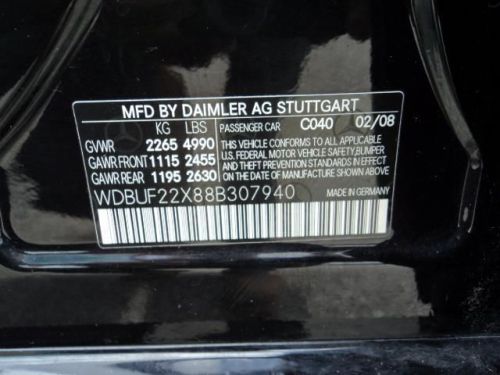 MFD BY DAIMLER AG STUTTGART
KG LBS PASSENGER CAR C040 02/08
GVWR 2265 4990 THIS VEHICLE CONFORMS TO ALL APPLICABLE
GAWR FRONT 1115 2455 U.S. FEDERAL MOTOR VEHICLE SAFETY, BUMPER
GAWR REAR 1195 2630 AND THEFT PREVENTION STANDARDS IN EFFECT
ON THE DATE OF MANUFACTURE SHOWN ABOVE.
WDBUF22X88B307940 MADE IN GERMANY